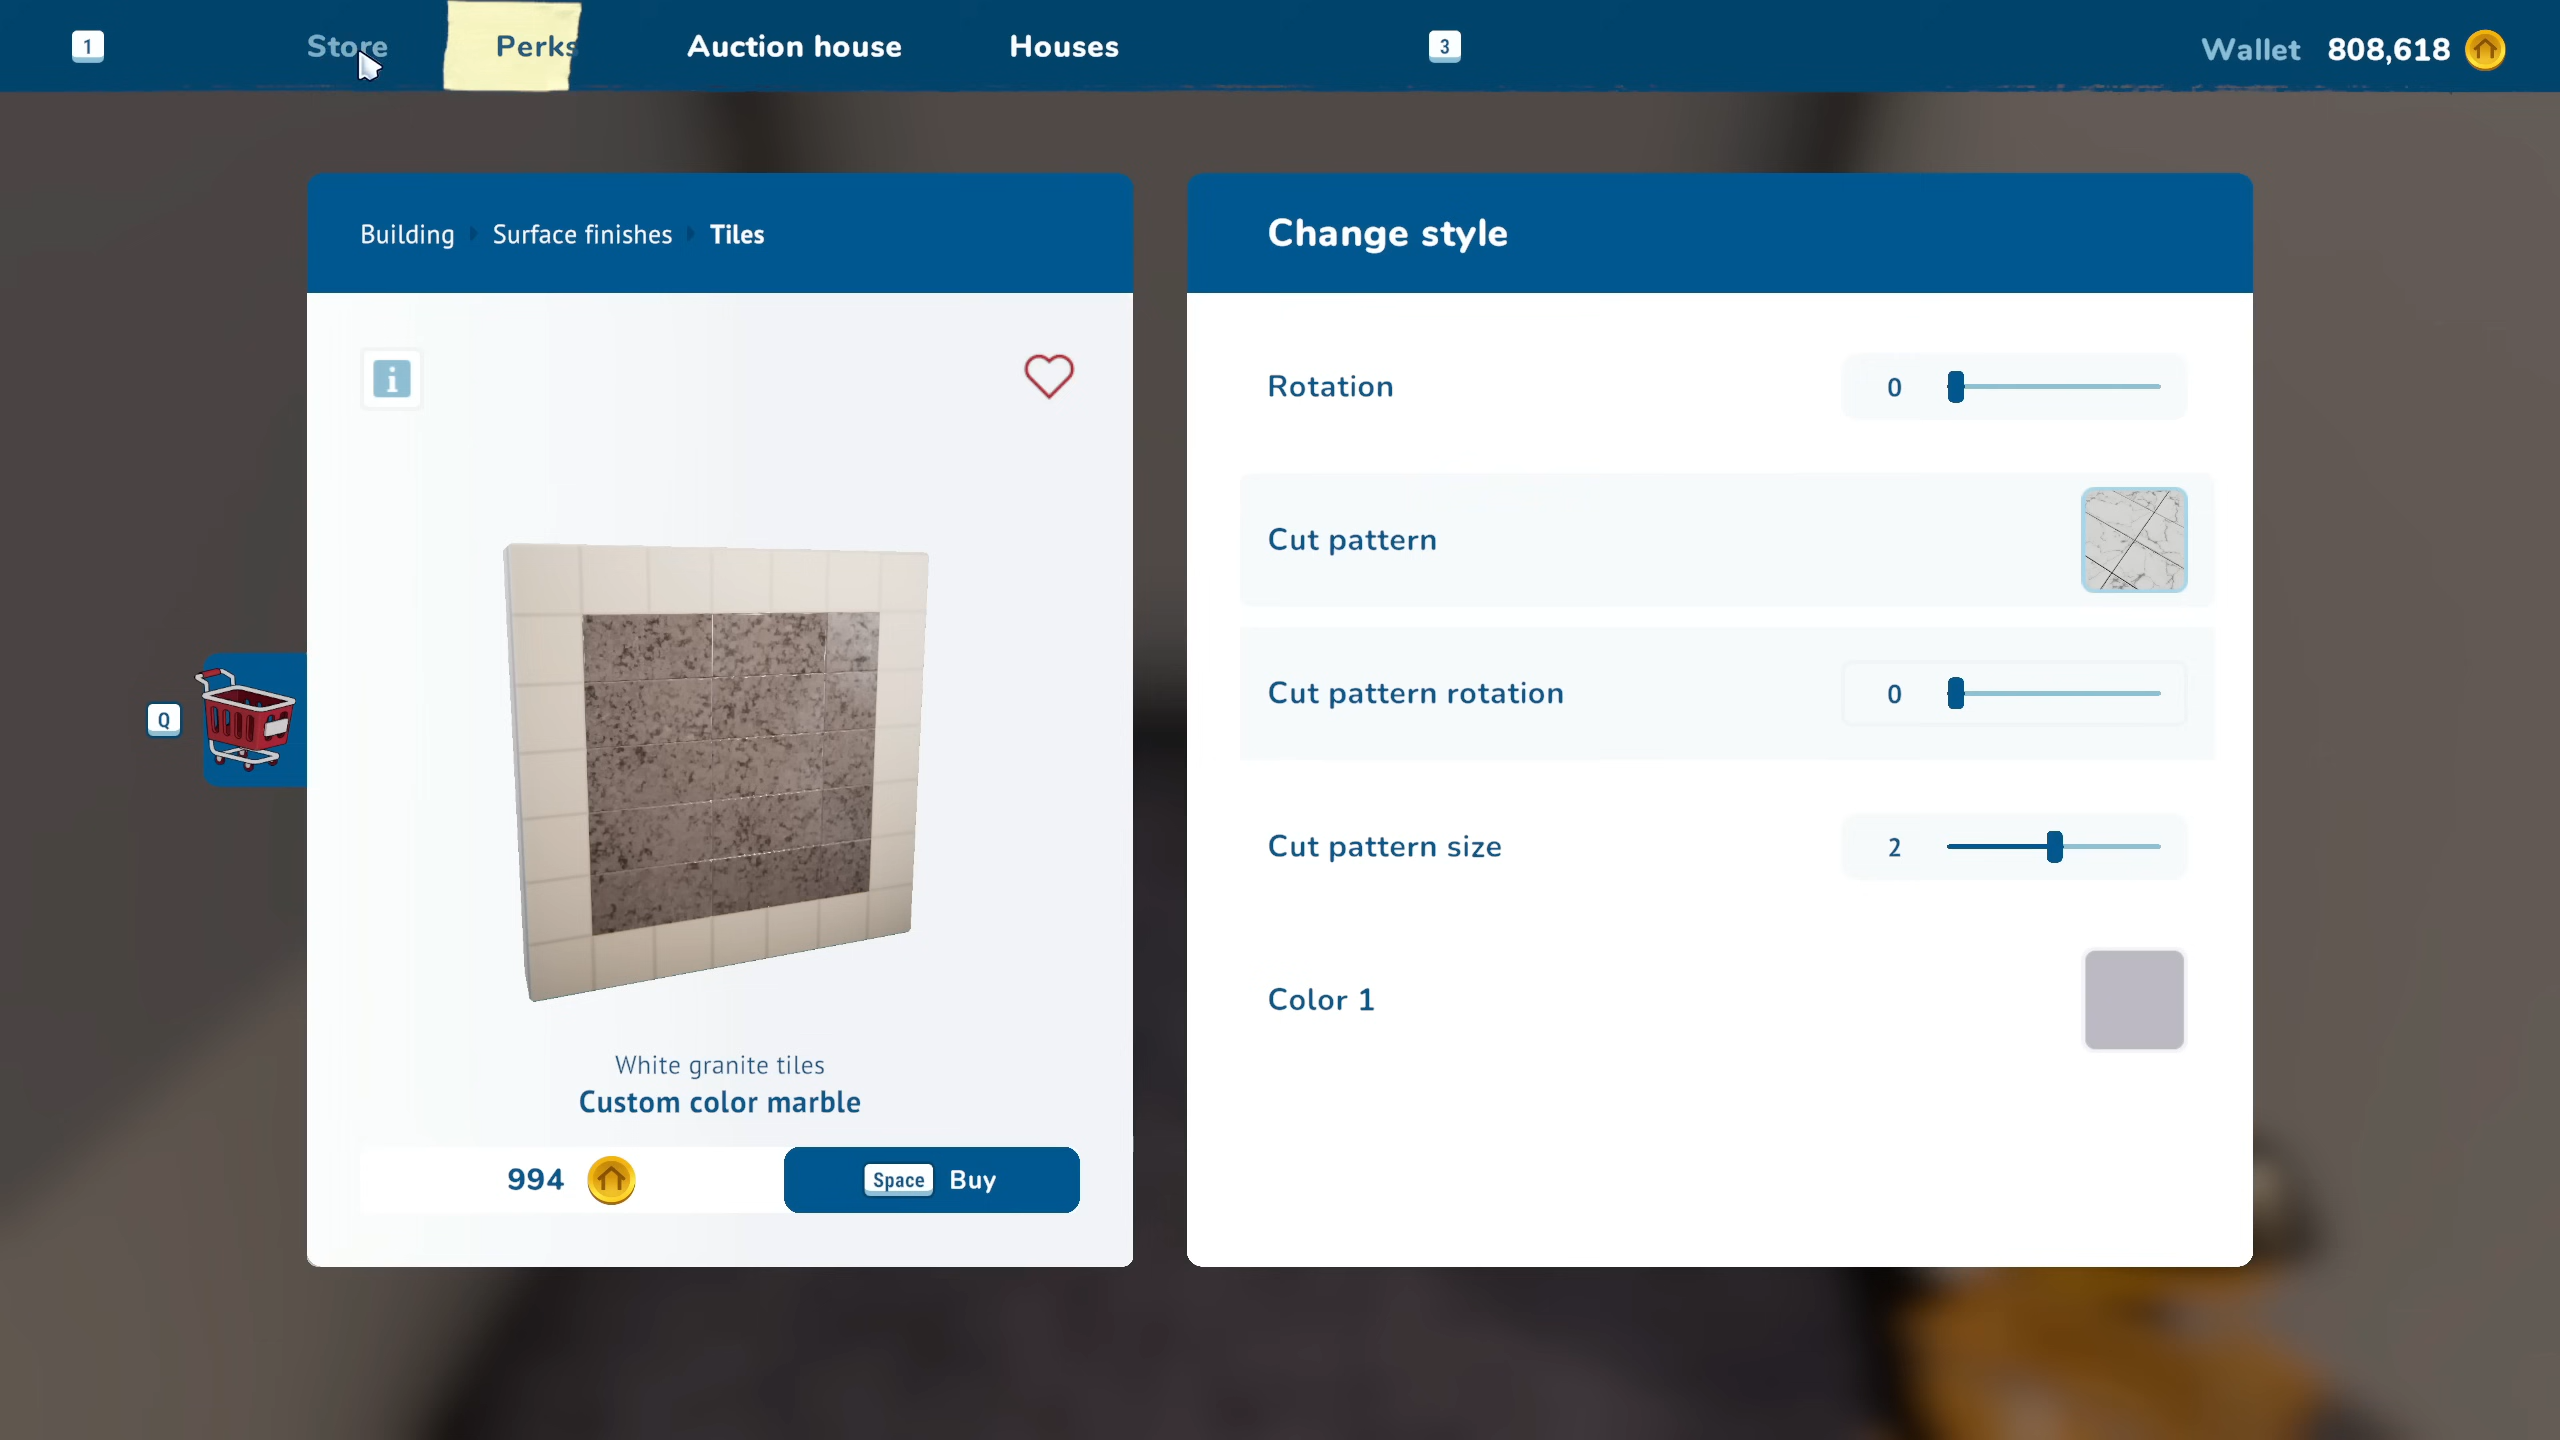 1 Store Perks Auction house Houses 3 Wallet 808,618
Building Surface finishes Tiles
Change style
i
Rotation 0
Cut pattern
Q
Cut pattern rotation 0
Cut pattern size 2
Color 1
White granite tiles
Custom color marble
994 Space Buy